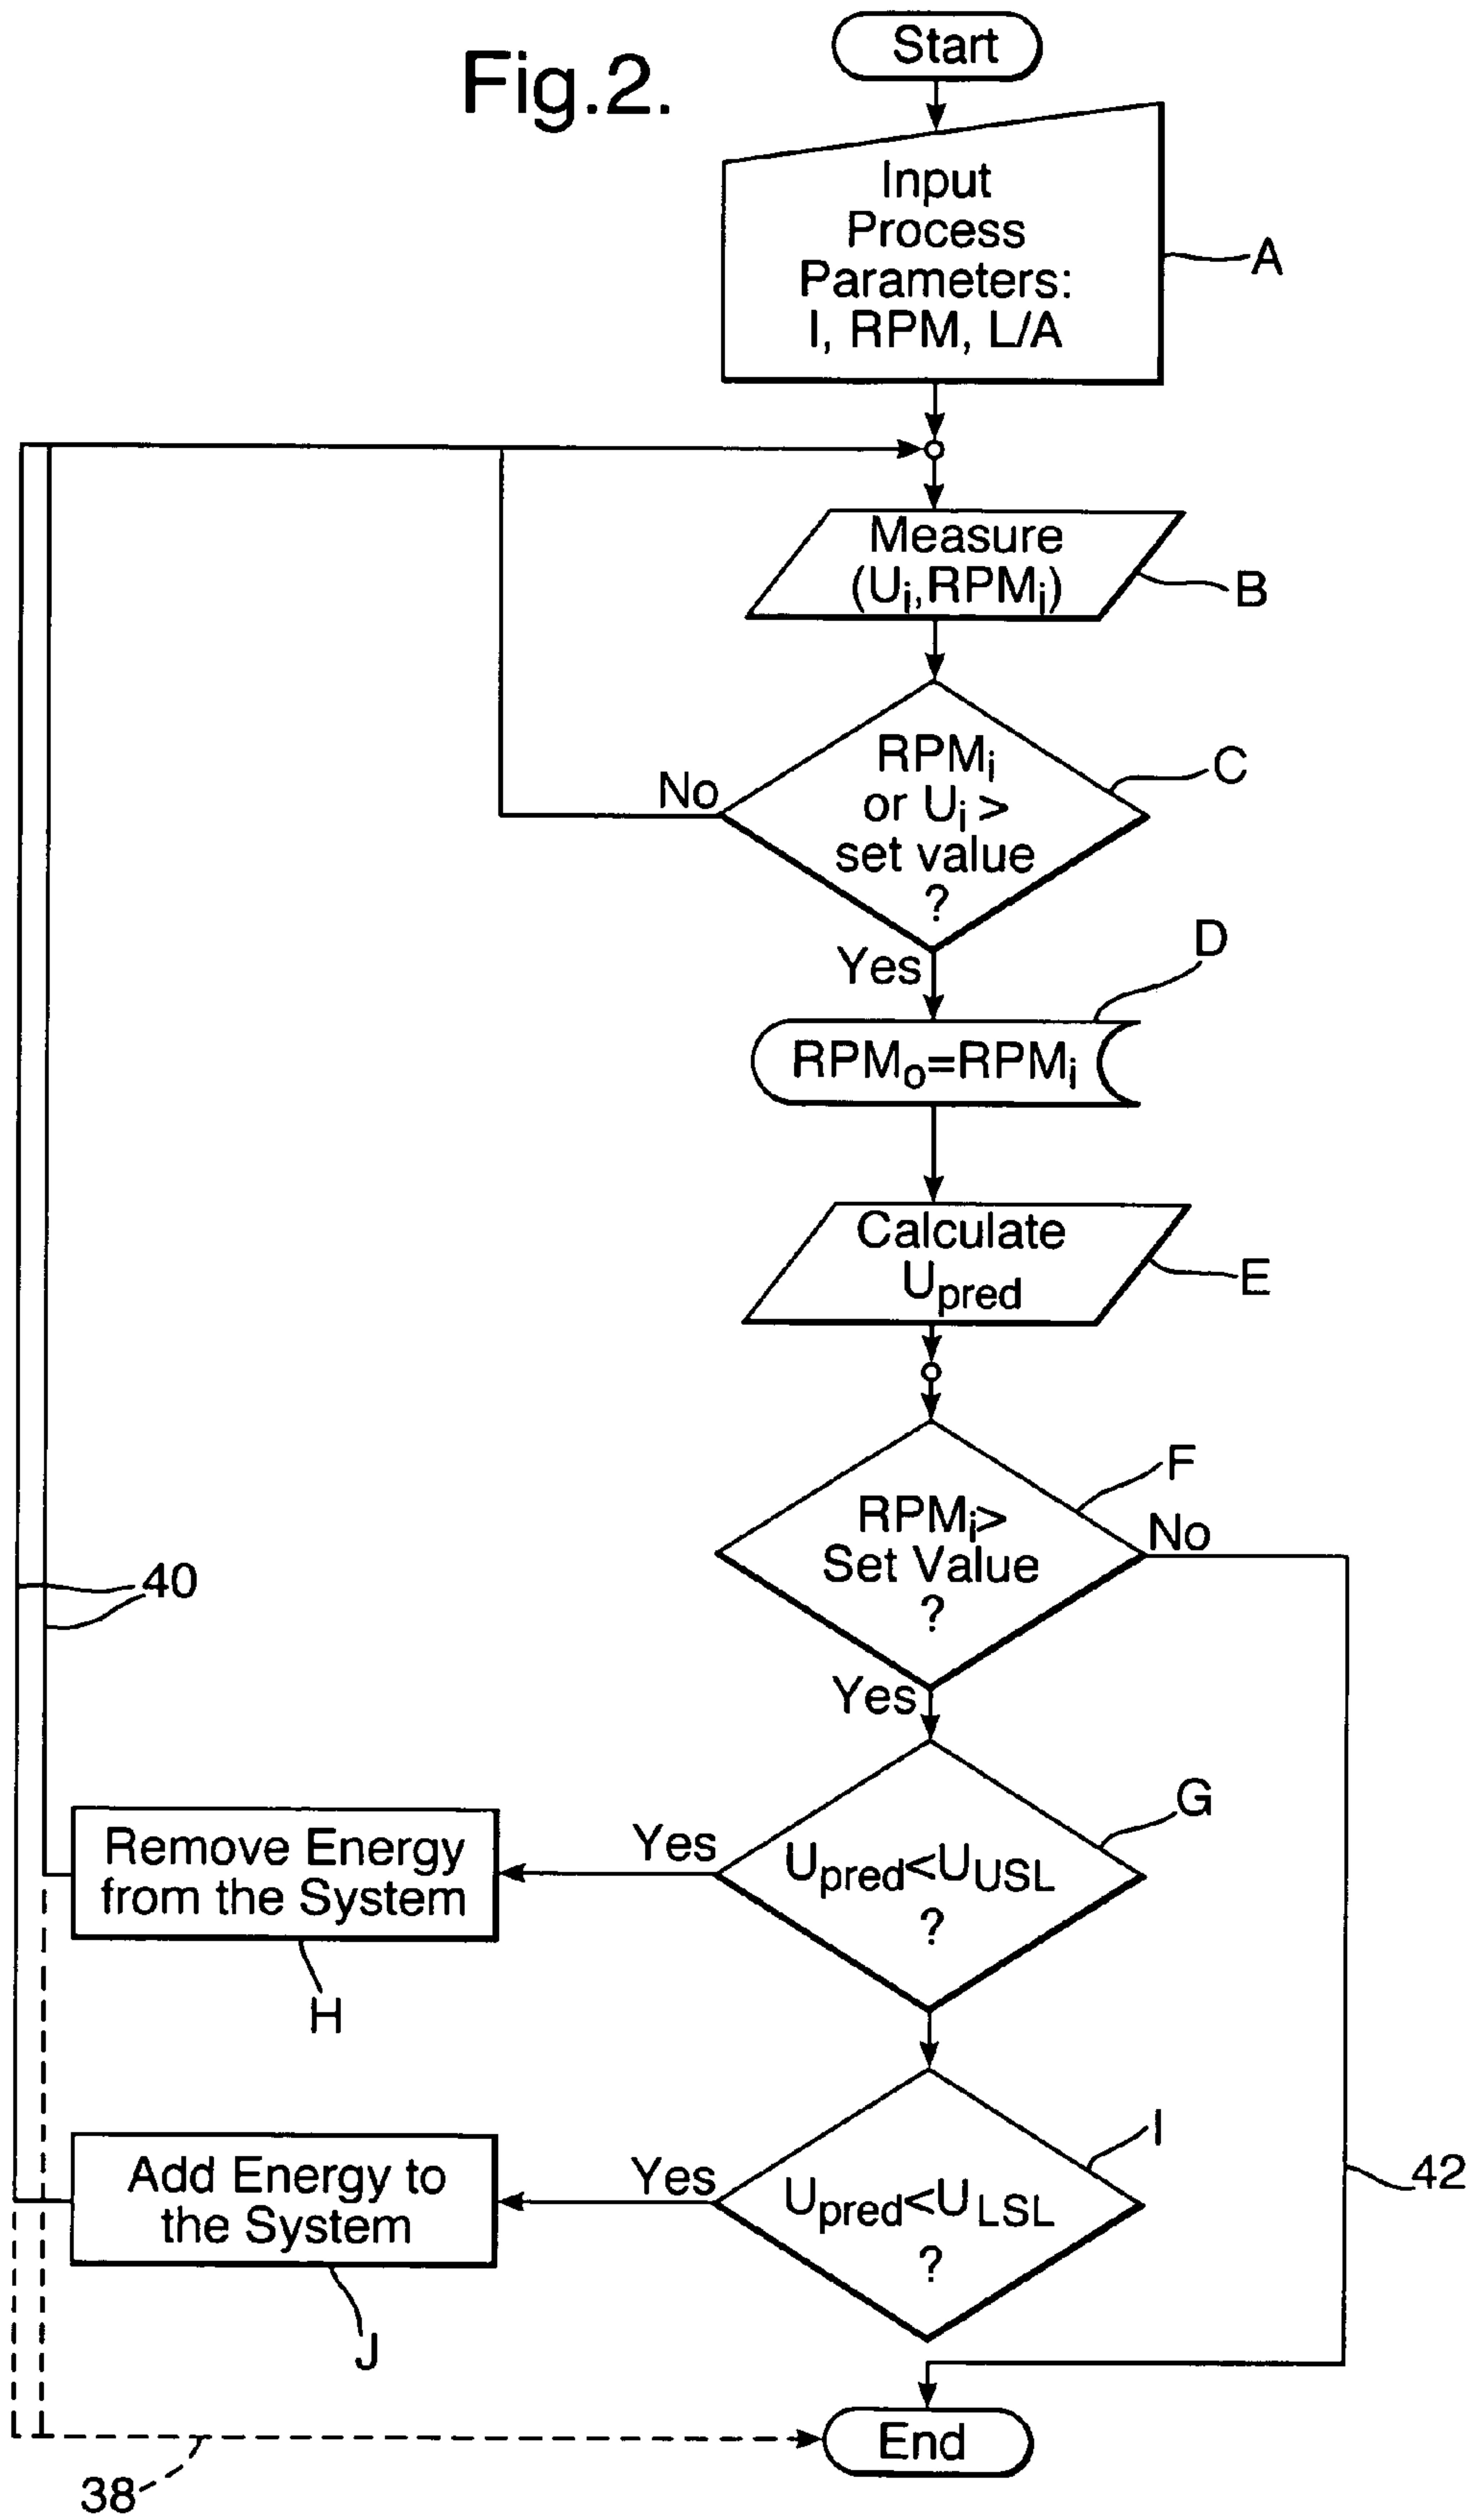 Fig.2.
Start
Input
Process
Parameters:
I, RPM, L/A
A
Measure
(Ui,RPMi)
B
RPMi
or Ui >
set value
?
C
No
Yes
D
RPMo=RPMi
Calculate
Upred
E
F
RPMi>
Set Value
?
No
40
Yes
G
Upred<UUSL
?
Yes
Remove Energy
from the System
H
I
Upred<ULSL
?
Yes
Add Energy to
the System
J
42
End
38